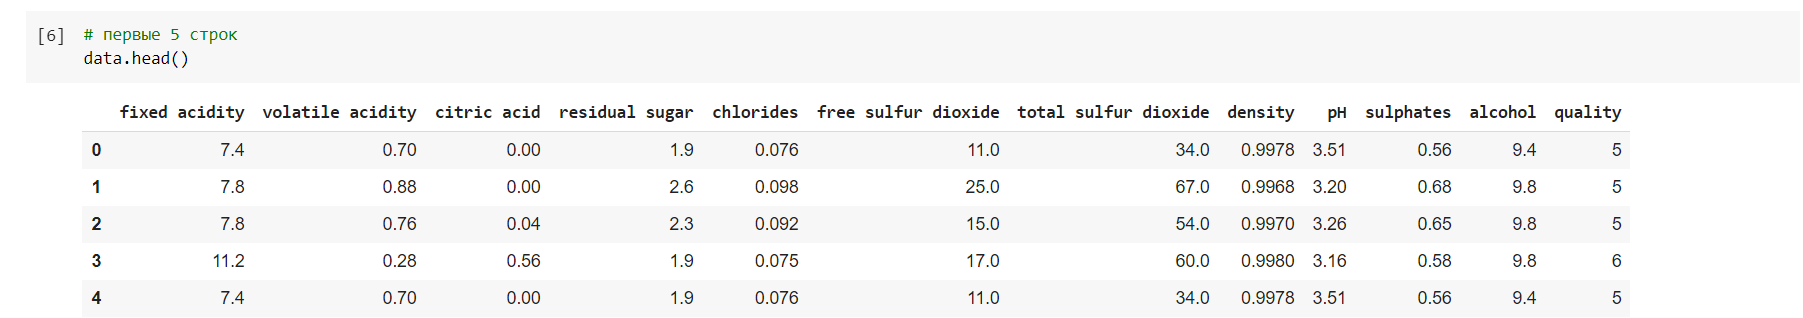 [6] # первые 5 строк
data.head()
fixed acidity volatile acidity citric acid residual sugar chlorides free sulfur dioxide total sulfur dioxide density pH sulphates alcohol quality
0 7.4 0.70 0.00 1.9 0.076 11.0 34.0 0.9978 3.51 0.56 9.4 5
1 7.8 0.88 0.00 2.6 0.098 25.0 67.0 0.9968 3.20 0.68 9.8 5
2 7.8 0.76 0.04 2.3 0.092 15.0 54.0 0.9970 3.26 0.65 9.8 5
3 11.2 0.28 0.56 1.9 0.075 17.0 60.0 0.9980 3.16 0.58 9.8 6
4 7.4 0.70 0.00 1.9 0.076 11.0 34.0 0.9978 3.51 0.56 9.4 5